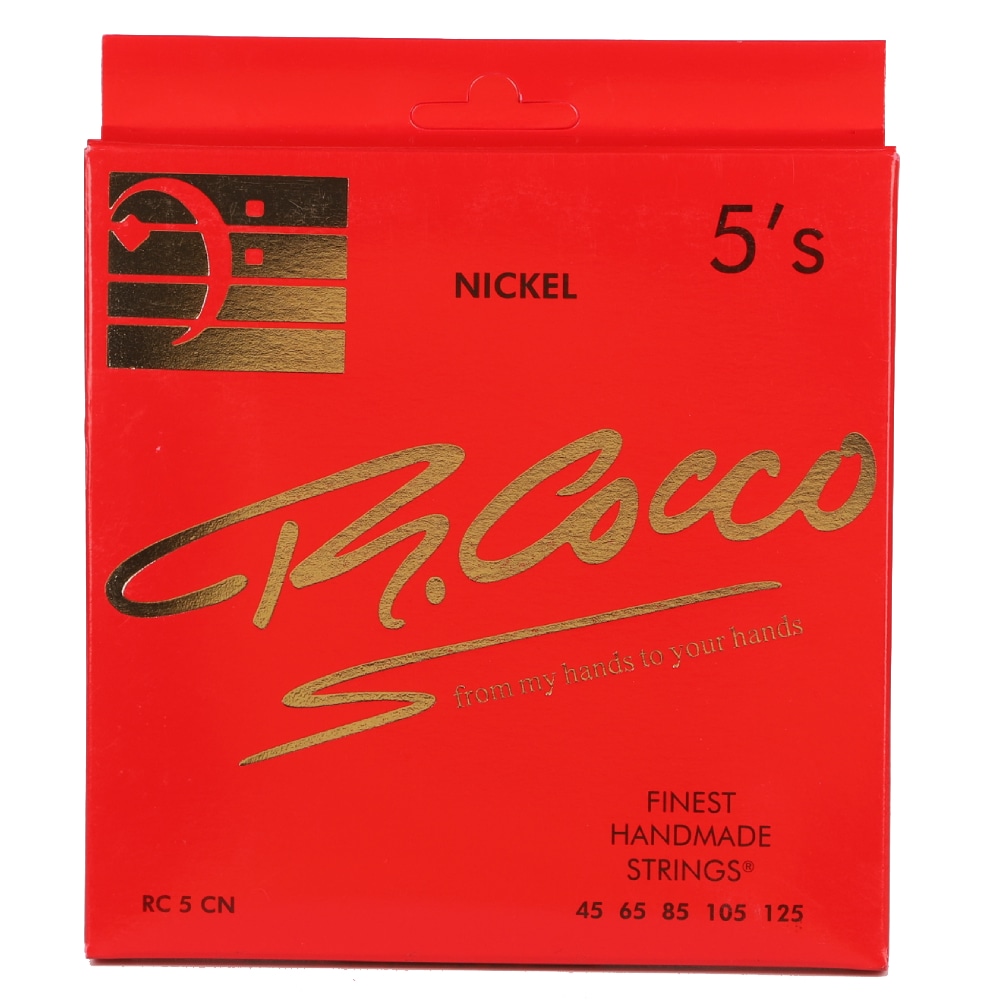 5's
NICKEL
R. Cocco
from my hands to your hands
FINEST
HANDMADE
STRINGS®
RC 5 CN
45 65 85 105 125